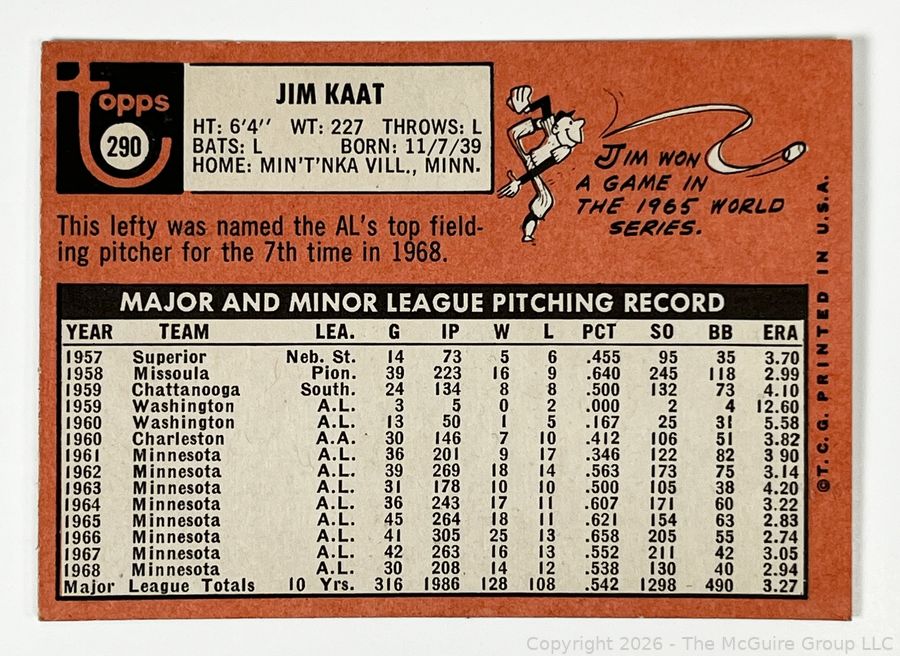 Topps
290
JIM KAAT
HT: 6'4" WT: 227 THROWS: L
BATS: L BORN: 11/7/39
HOME: MIN'T'NKA VILL., MINN.
JIM WON
A GAME IN
THE 1965 WORLD
SERIES.
This lefty was named the AL's top field-
ing pitcher for the 7th time in 1968.
MAJOR AND MINOR LEAGUE PITCHING RECORD
YEAR TEAM LEA. G IP W L PCT SO BB ERA
1957 Superior Neb. St. 14 73 5 6 .455 95 35 3.70
1958 Missoula Pion. 39 223 16 9 .640 245 118 2.99
1959 Chattanooga South. 24 134 8 8 .500 132 73 4.10
1959 Washington A.L. 3 5 0 2 .000 2 4 12.60
1960 Washington A.L. 13 50 1 5 .167 25 31 5.58
1960 Charleston A.A. 30 146 7 10 .412 106 51 3.82
1961 Minnesota A.L. 36 201 9 17 .346 122 82 3 90
1962 Minnesota A.L. 39 269 18 14 .563 173 75 3.14
1963 Minnesota A.L. 31 178 10 10 .500 105 38 4.20
1964 Minnesota A.L. 36 243 17 11 .607 171 60 3.22
1965 Minnesota A.L. 45 264 18 11 .621 154 63 2.83
1966 Minnesota A.L. 41 305 25 13 .658 205 55 2.74
1967 Minnesota A.L. 42 263 16 13 .552 211 42 3.05
1968 Minnesota A.L. 30 208 14 12 .538 130 40 2.94
Major League Totals 10 Yrs. 316 1986 128 108 .542 1298 490 3.27
©T.C.G. PRINTED IN U.S.A.
Copyright 2026 - The McGuire Group LLC